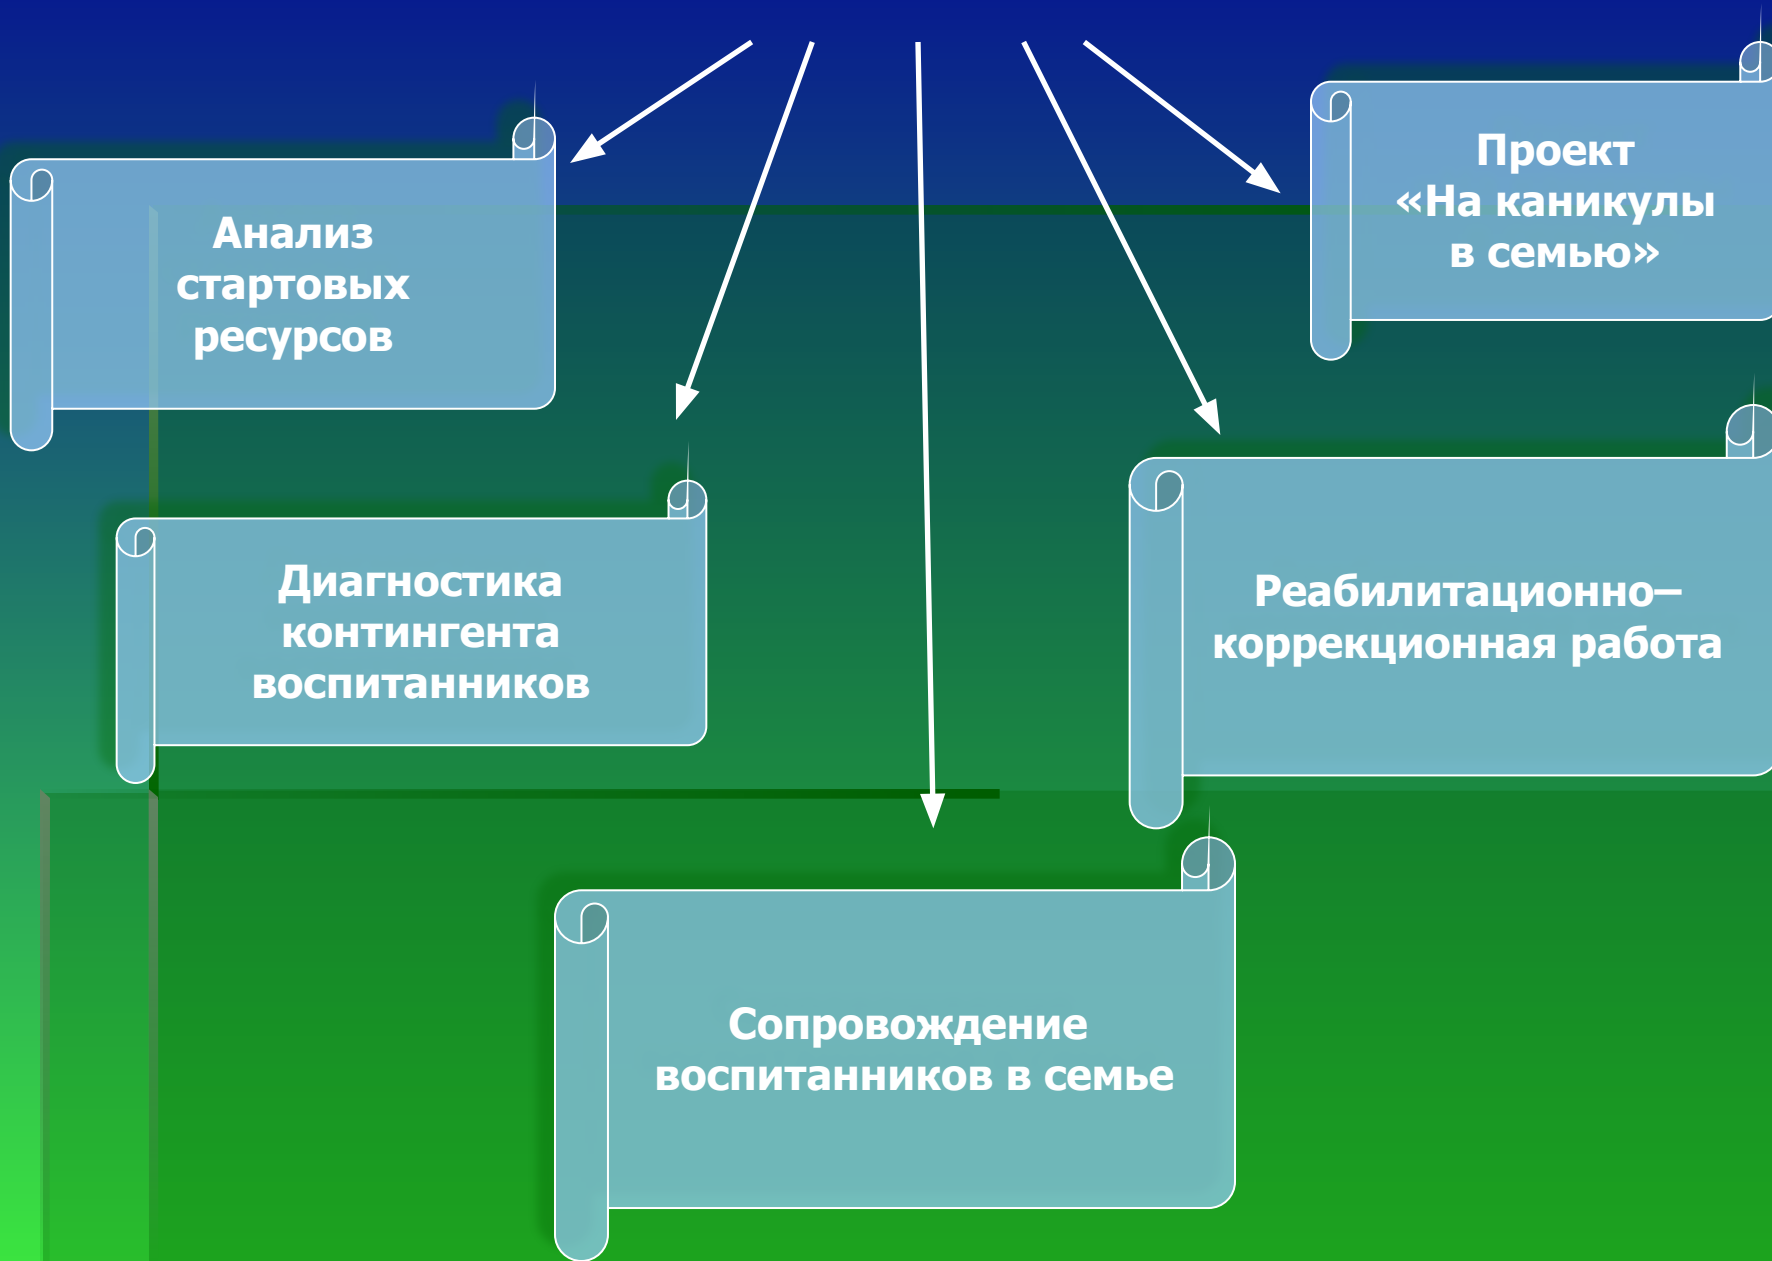 Анализ
стартовых
ресурсов
Проект
«На каникулы
в семью»
Диагностика
контингента
воспитанников
Реабилитационно–
коррекционная работа
Сопровождение
воспитанников в семье